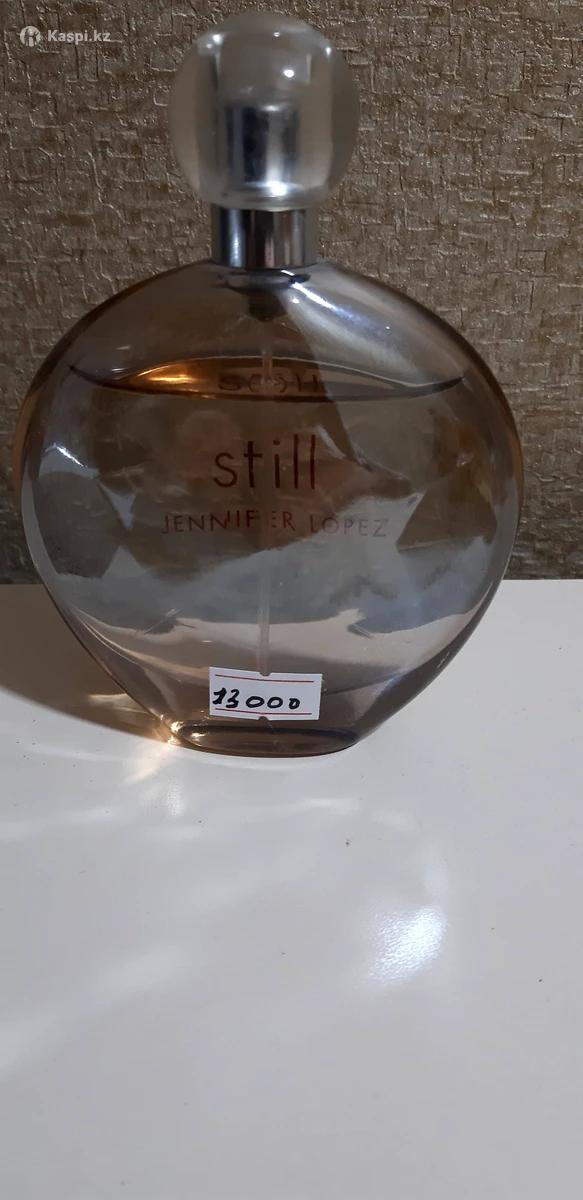 Kaspi.kz
still
JENNIFER LOPEZ
13000